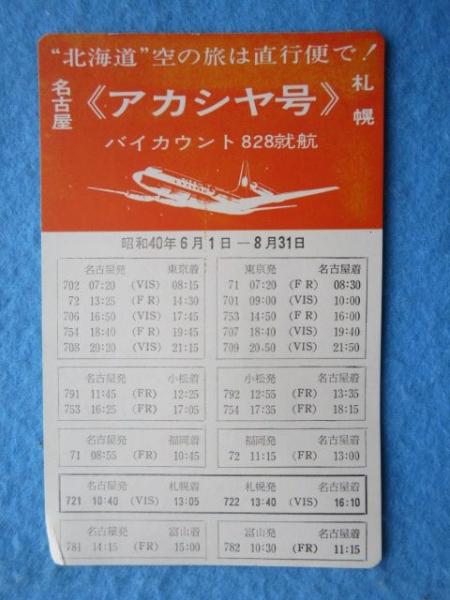 “北海道”空の旅は直行便で！
名古屋 《アカシヤ号》 札幌
バイカウント828就航
昭和40年6月1日―8月31日
名古屋発 東京着
702 07:20 (VIS) 08:15
72 13:25 (FR) 14:30
706 16:50 (VIS) 17:45
754 18:40 (FR) 19:45
708 20:20 (VIS) 21:15
東京発 名古屋着
71 07:20 (FR) 08:30
701 09:00 (VIS) 10:00
753 14:50 (FR) 16:00
707 18:40 (VIS) 19:40
709 20:50 (VIS) 21:50
名古屋発 小松着
791 11:45 (FR) 12:25
753 16:25 (FR) 17:05
小松発 名古屋着
792 12:55 (FR) 13:35
754 17:35 (FR) 18:15
名古屋発 福岡着
71 08:55 (FR) 10:45
福岡発 名古屋着
72 11:15 (FR) 13:00
名古屋発 札幌着
721 10:40 (VIS) 13:05
札幌発 名古屋着
722 13:40 (VIS) 16:10
名古屋発 富山着
781 14:15 (FR) 15:00
富山発 名古屋着
782 10:30 (FR) 11:15